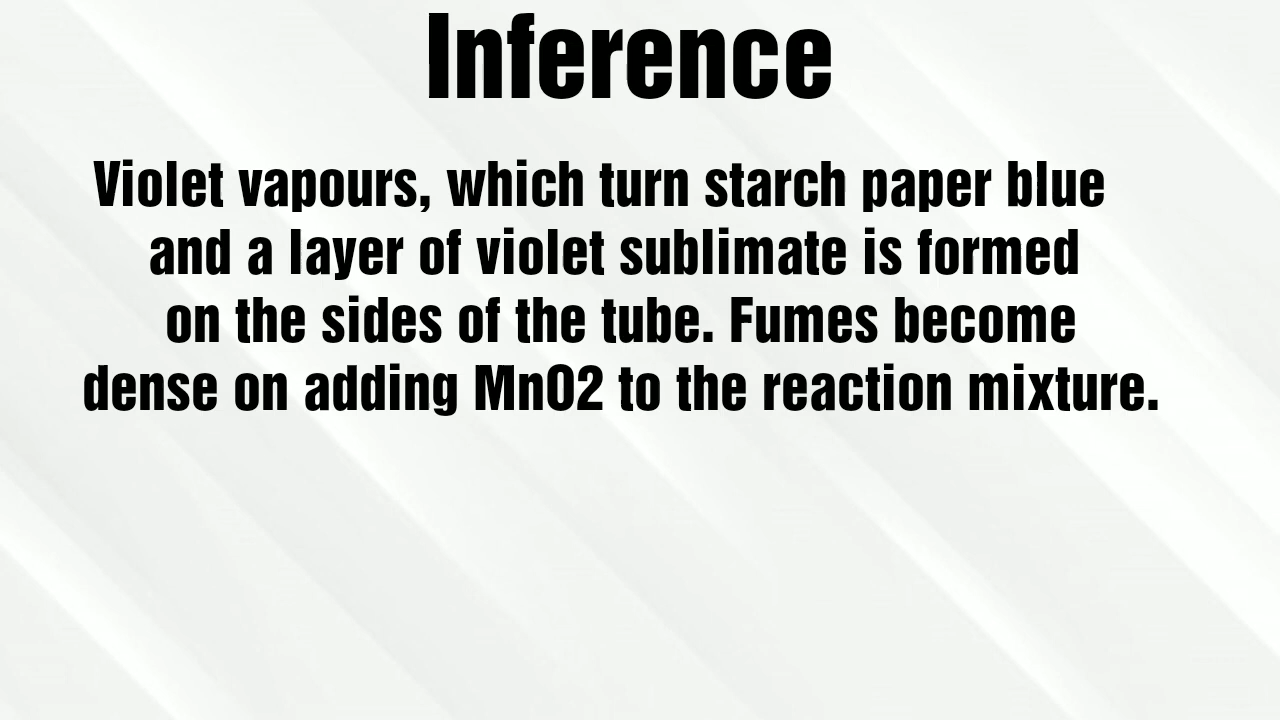 Inference
Violet vapours, which turn starch paper blue
and a layer of violet sublimate is formed
on the sides of the tube. Fumes become
dense on adding MnO2 to the reaction mixture.